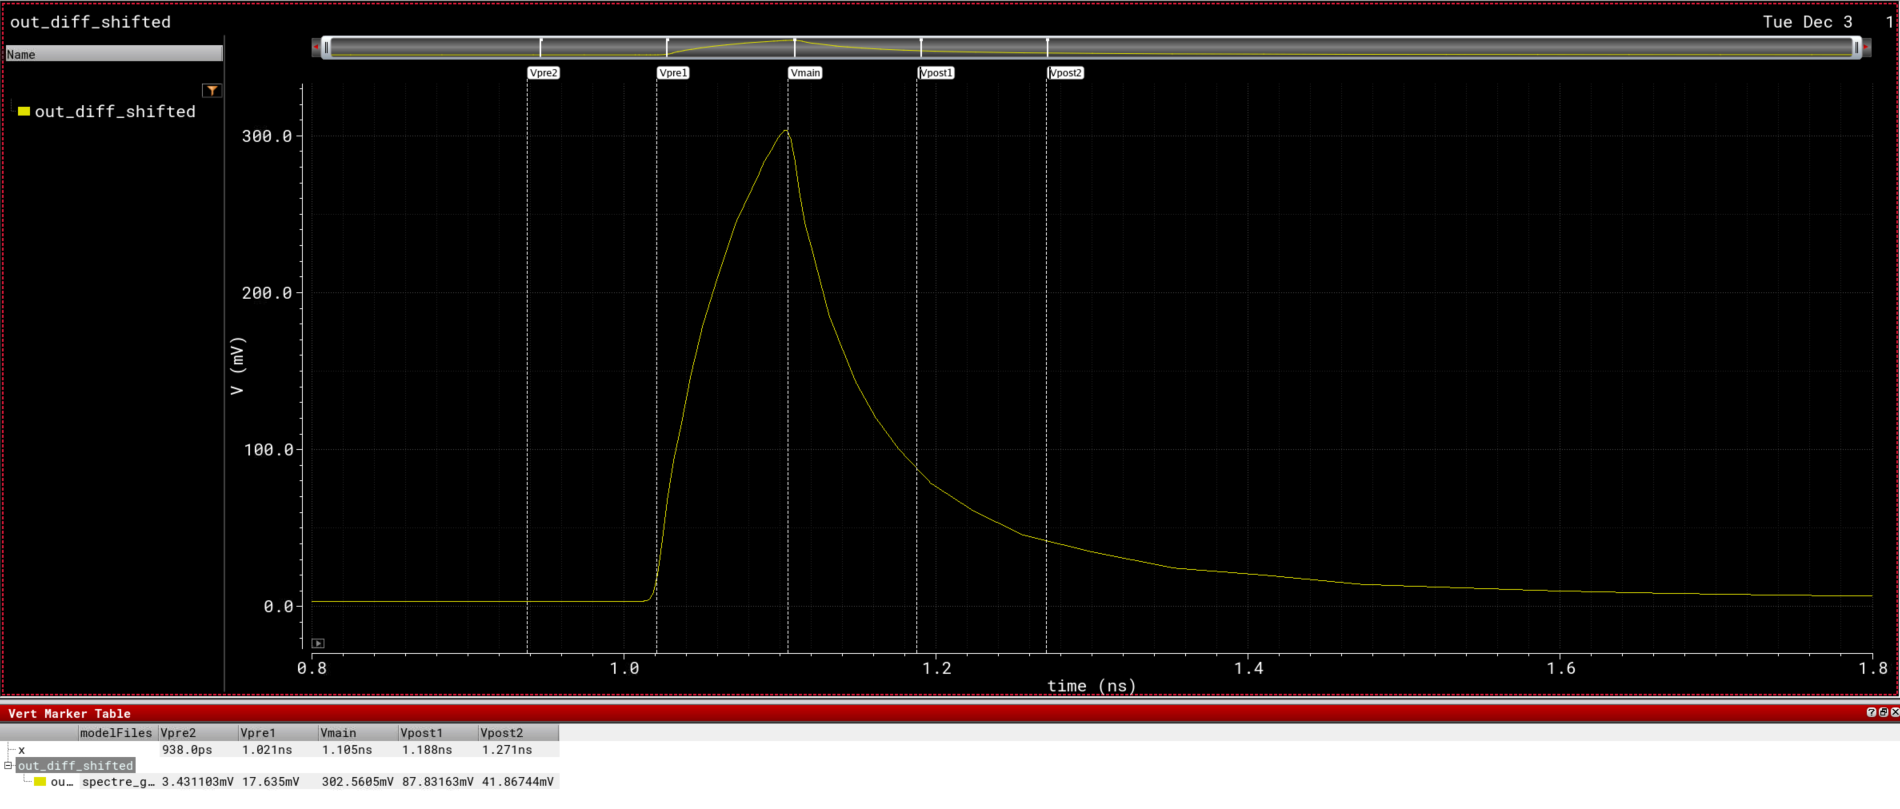 out_diff_shifted
Tue Dec 3 1
Name
Vpre2 Vpre1 Vmain Vpost1 Vpost2
out_diff_shifted
300.0
200.0
V (mV)
100.0
0.0
0.8 1.0 1.2 1.4 1.6 1.8
time (ns)
Vert Marker Table
modelFiles Vpre2 Vpre1 Vmain Vpost1 Vpost2
x 938.0ps 1.021ns 1.105ns 1.188ns 1.271ns
out_diff_shifted
ou... spectre_g... 3.431103mV 17.635mV 302.5605mV 87.83163mV 41.86744mV